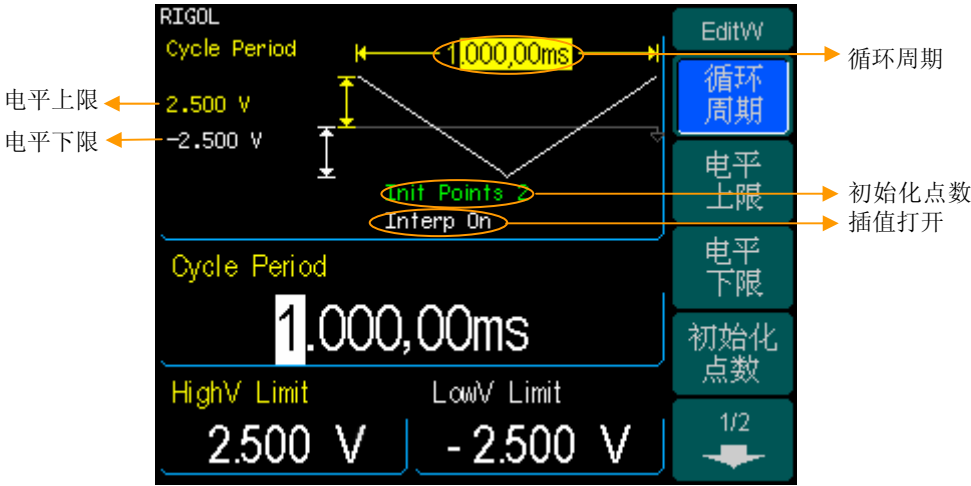 RIGOL
EditW
Cycle Period
1.000,00ms
循环周期
循环
周期
电平上限
2.500 V
电平下限
-2.500 V
电平
上限
Init Points 2
初始化点数
Interp On
插值打开
电平
下限
Cycle Period
1.000,00ms
初始化
点数
HighV Limit
LowV Limit
2.500 V
- 2.500 V
1/2